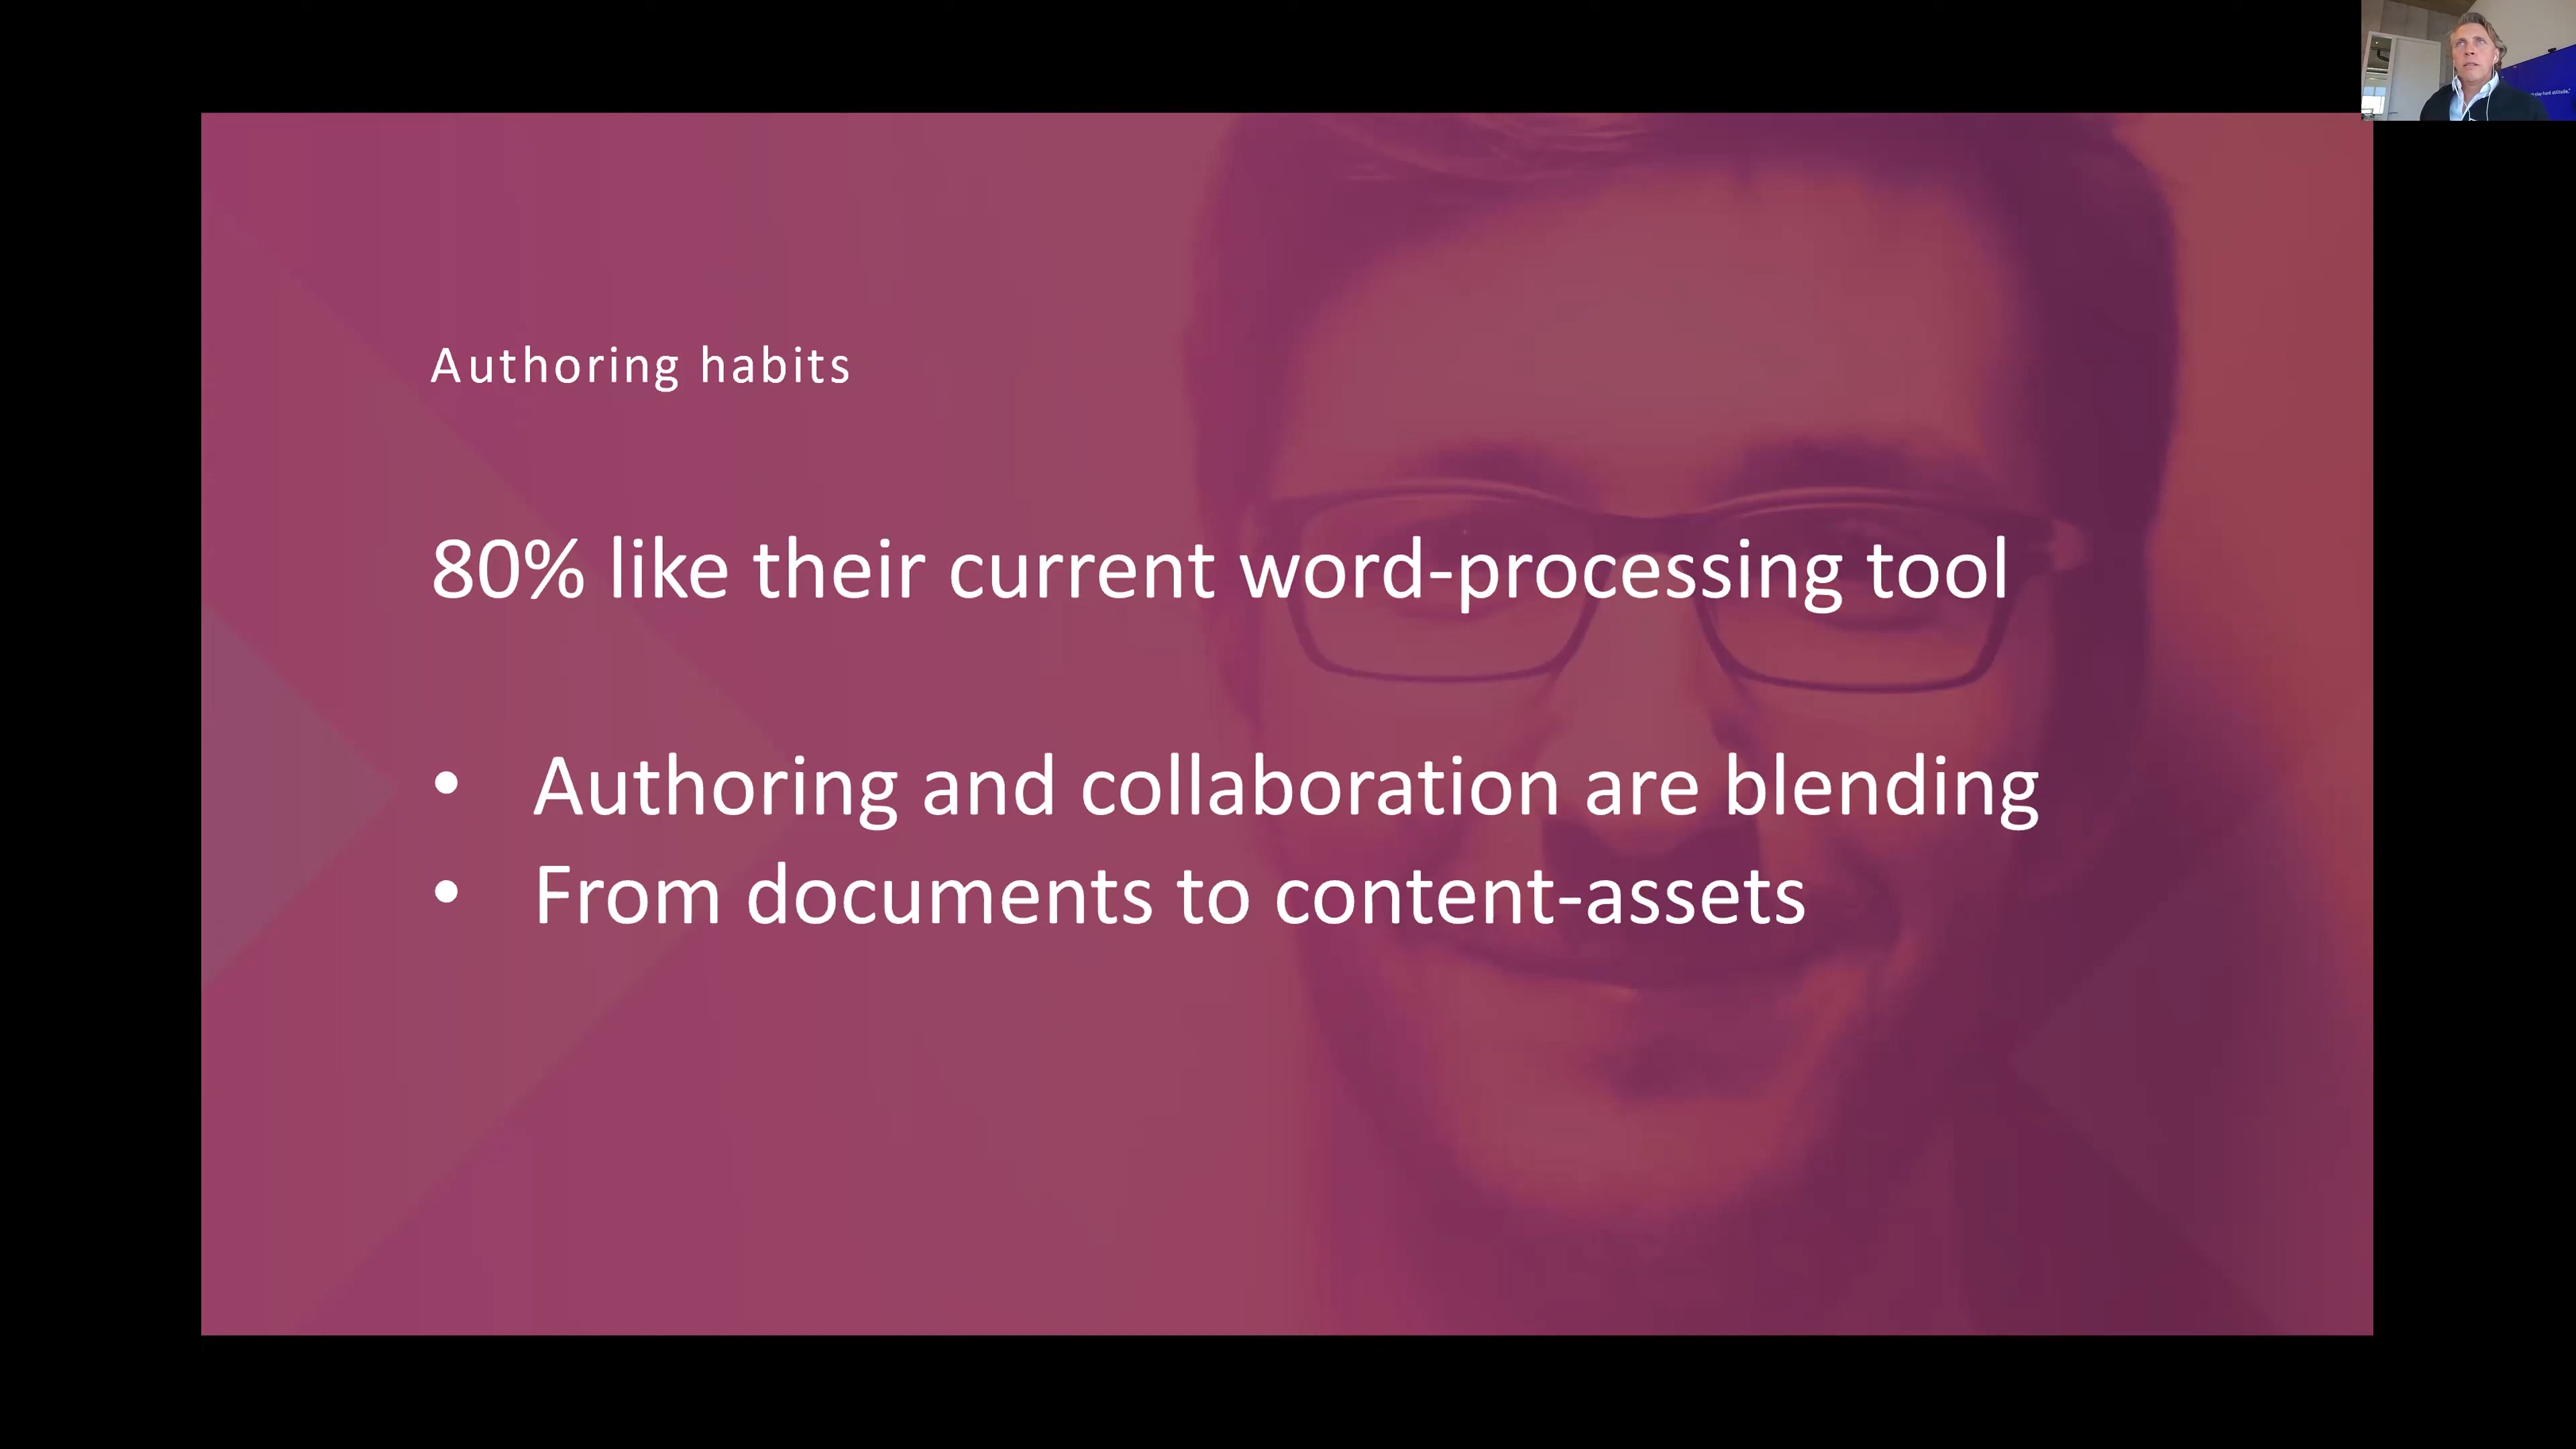 Authoring habits
80% like their current word-processing tool
• Authoring and collaboration are blending
• From documents to content-assets